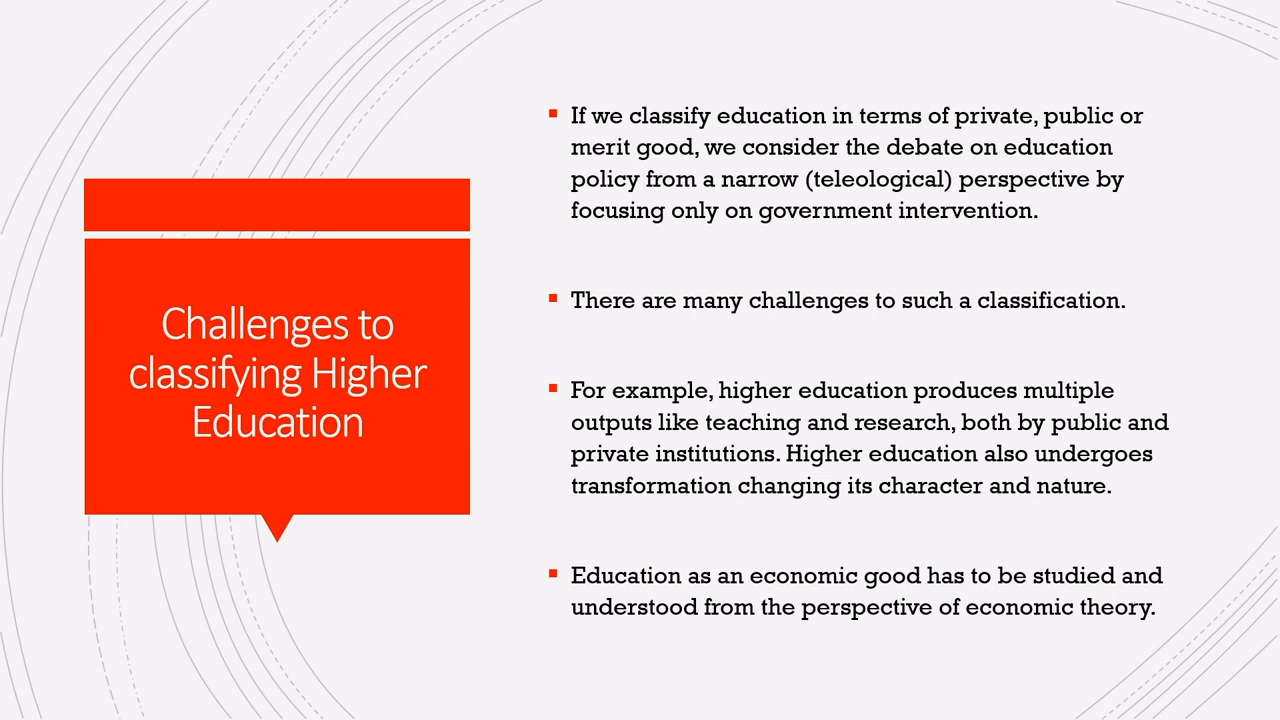 Challenges to
classifying Higher
Education
If we classify education in terms of private, public or
merit good, we consider the debate on education
policy from a narrow (teleological) perspective by
focusing only on government intervention.
There are many challenges to such a classification.
For example, higher education produces multiple
outputs like teaching and research, both by public and
private institutions. Higher education also undergoes
transformation changing its character and nature.
Education as an economic good has to be studied and
understood from the perspective of economic theory.